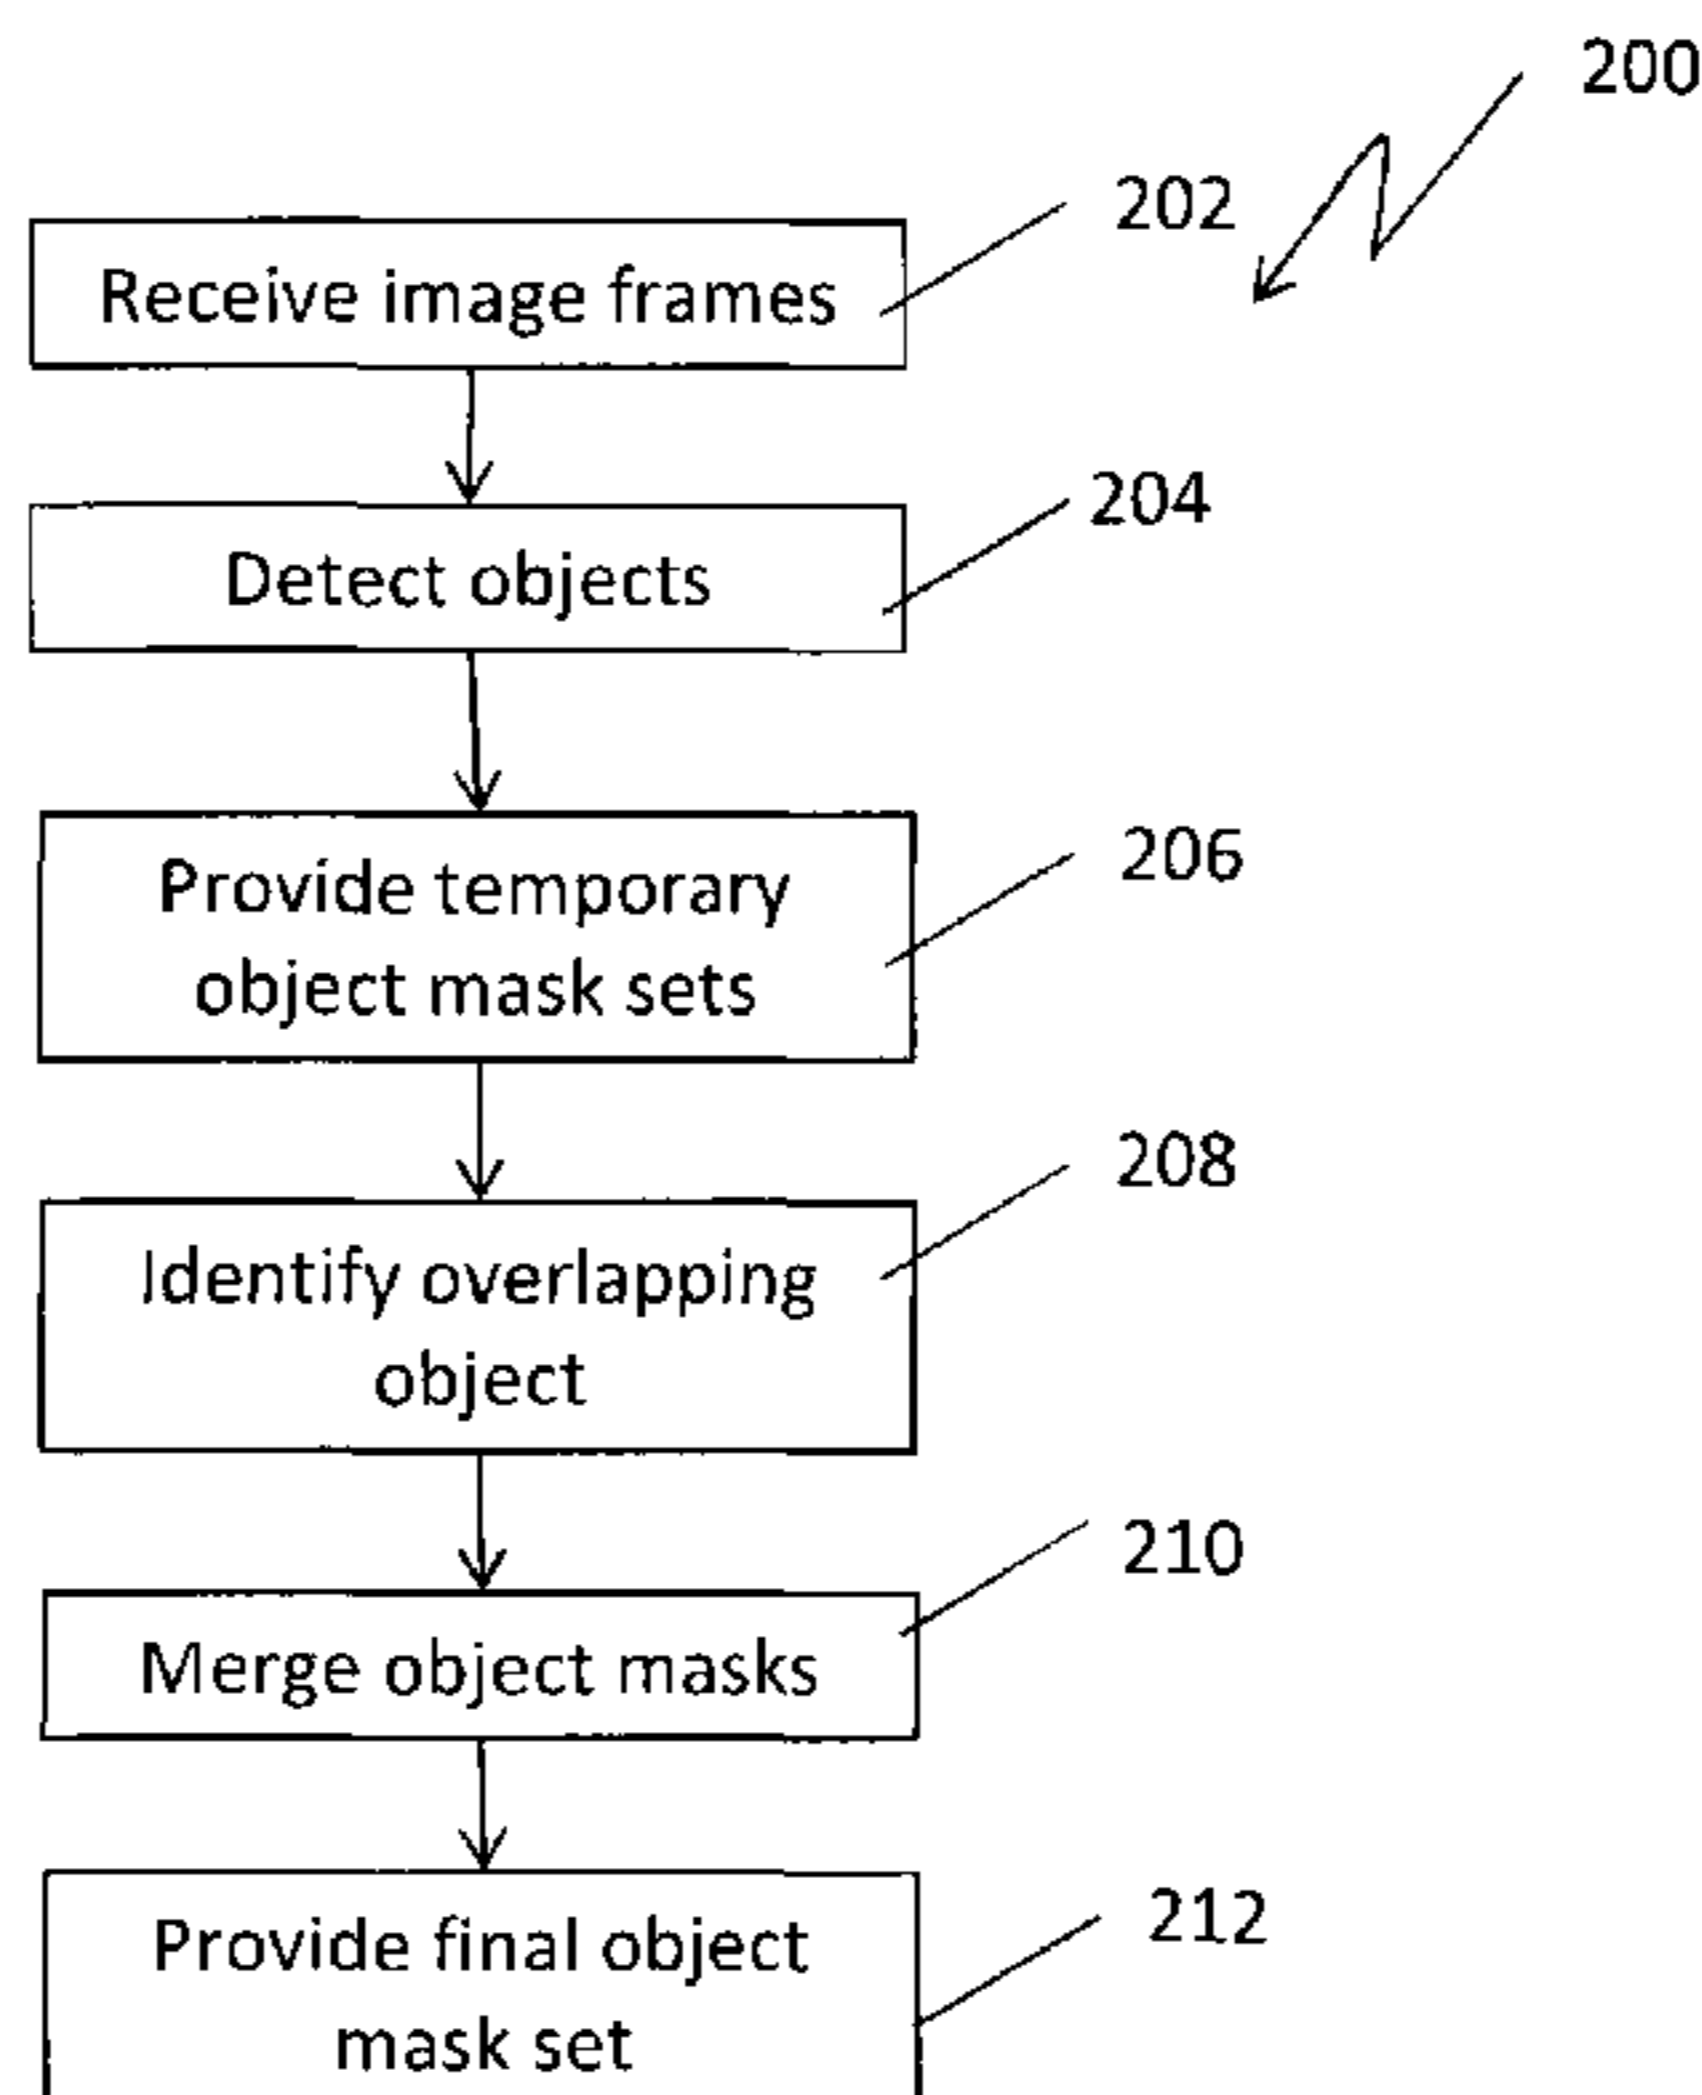 200
202
Receive image frames
204
Detect objects
206
Provide temporary
object mask sets
208
Identify overlapping
object
210
Merge object masks
212
Provide final object
mask set